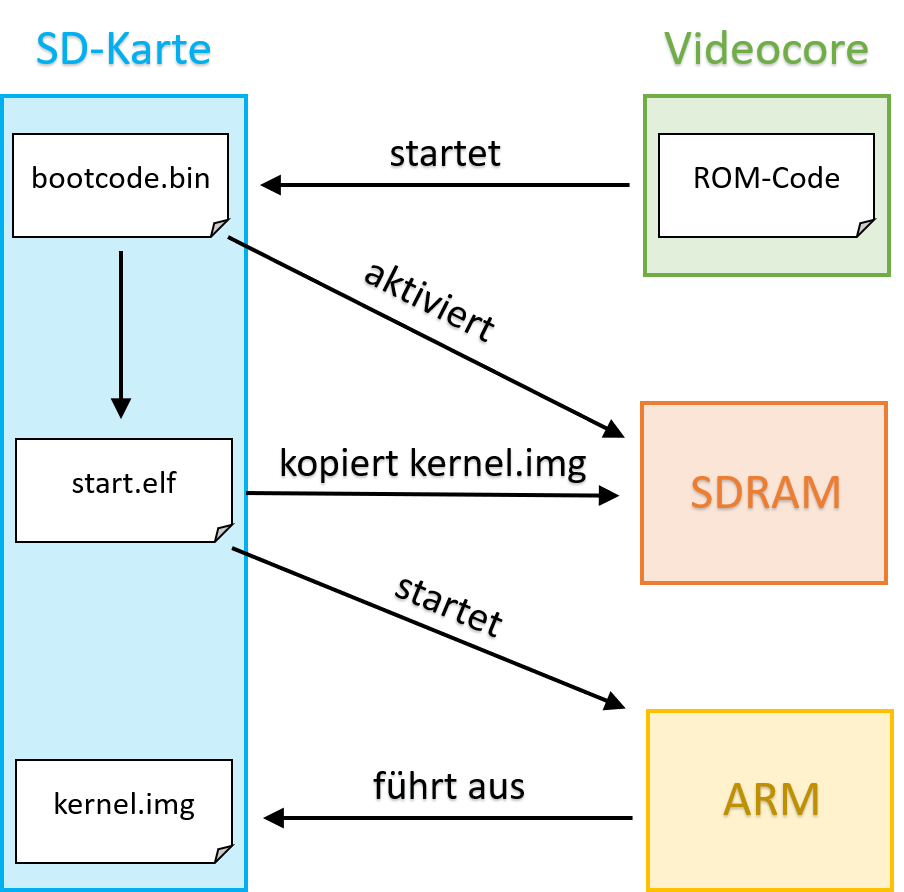 SD-Karte
Videocore
bootcode.bin
startet
ROM-Code
aktiviert
start.elf
kopiert kernel.img
SDRAM
startet
kernel.img
führt aus
ARM